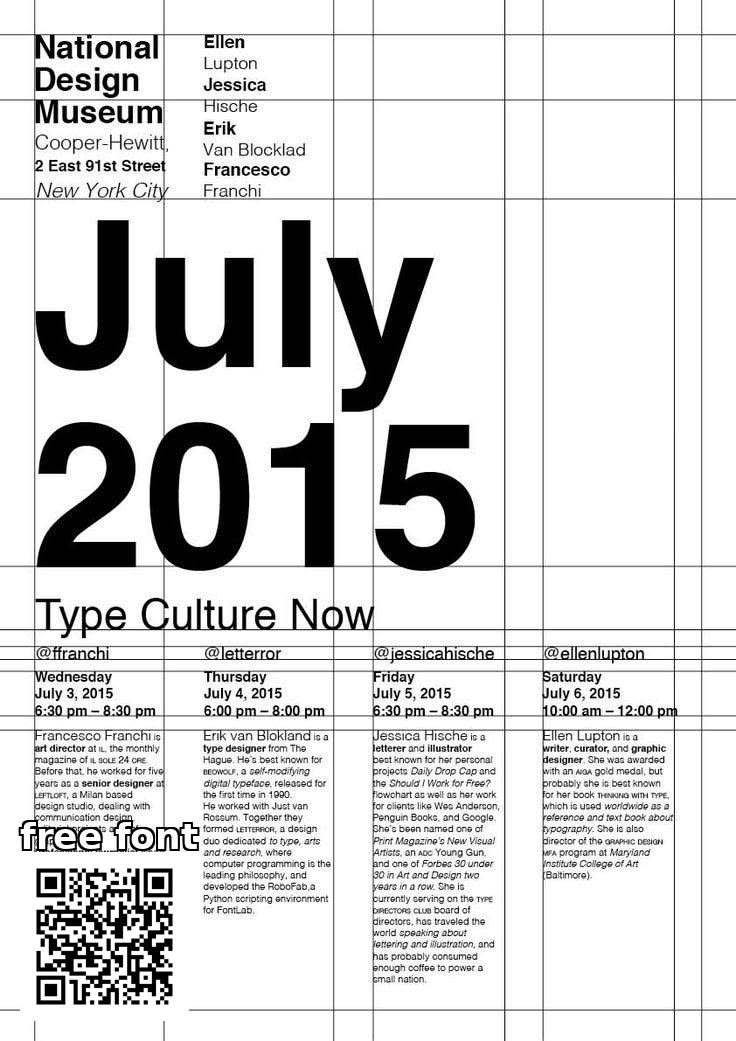 National
Design
Museum
Cooper-Hewitt,
2 East 91st Street
New York City
Ellen
Lupton
Jessica
Hische
Erik
Van Blocklad
Francesco
Franchi
July
2015
Type Culture Now
@ffranchi
Wednesday
July 3, 2015
6:30 pm – 8:30 pm
Francesco Franchi is
art director at IL, the monthly
magazine of IL SOLE 24 ORE.
Before that, he worked for five
years as a senior designer at
LEFTLOFT, a Milan based
design studio, dealing with
communication design
free font
@letterror
Thursday
July 4, 2015
6:00 pm – 8:00 pm
Erik van Blokland is a
type designer from The
Hague. He's best known for
BEOWOLF, a self-modifying
digital typeface, released for
the first time in 1990.
He worked with Just van
Rossum. Together they
formed LETTERROR, a design
duo dedicated to type, arts
and research, where
computer programming is the
leading philosophy, and
developed the RoboFab,a
Python scripting environment
for FontLab.
@jessicahische
Friday
July 5, 2015
6:30 pm – 8:30 pm
Jessica Hische is a
letterer and illustrator
best known for her personal
projects Daily Drop Cap and
the Should I Work for Free?
flowchart as well as her work
for clients like Wes Anderson,
Penguin Books, and Google.
She's been named one of
Print Magazine's New Visual
Artists, an ADC Young Gun,
and one of Forbes 30 under
30 in Art and Design two
years in a row. She is
currently serving on the TYPE
DIRECTORS CLUB board of
directors, has traveled the
world speaking about
lettering and illustration, and
has probably consumed
enough coffee to power a
small nation.
@ellenlupton
Saturday
July 6, 2015
10:00 am – 12:00 pm
Ellen Lupton is a
writer, curator, and graphic
designer. She was awarded
with an AIGA gold medal, but
probably she is best known
for her book THINKING WITH TYPE,
which is used worldwide as a
reference and text book about
typography. She is also
director of the GRAPHIC DESIGN
MFA program at Maryland
Institute College of Art
(Baltimore).